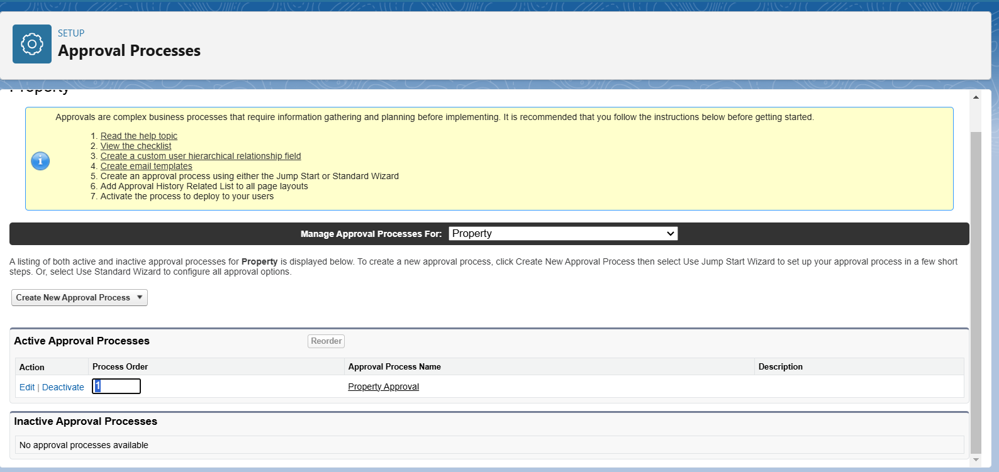 SETUP
Approval Processes
Property
Approvals are complex business processes that require information gathering and planning before implementing. It is recommended that you follow the instructions below before getting started.
1. Read the help topic
2. View the checklist
3. Create a custom user hierarchical relationship field
4. Create email templates
5. Create an approval process using either the Jump Start or Standard Wizard
6. Add Approval History Related List to all page layouts
7. Activate the process to deploy to your users
Manage Approval Processes For: Property
A listing of both active and inactive approval processes for Property is displayed below. To create a new approval process, click Create New Approval Process then select Use Jump Start Wizard to set up your approval process in a few short
steps. Or, select Use Standard Wizard to configure all approval options.
Create New Approval Process
Active Approval Processes Reorder
Action Process Order Approval Process Name Description
Edit | Deactivate 1 Property Approval
Inactive Approval Processes
No approval processes available